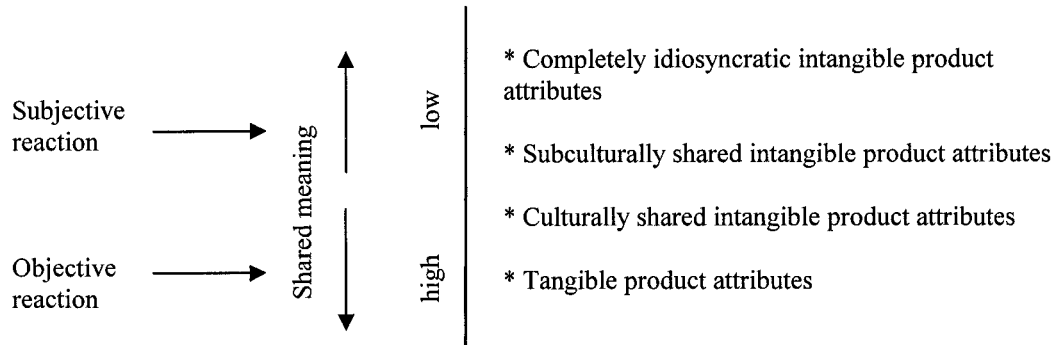 Subjective
reaction
Objective
reaction
Shared meaning
low
high
* Completely idiosyncratic intangible product
attributes
* Subculturally shared intangible product attributes
* Culturally shared intangible product attributes
* Tangible product attributes